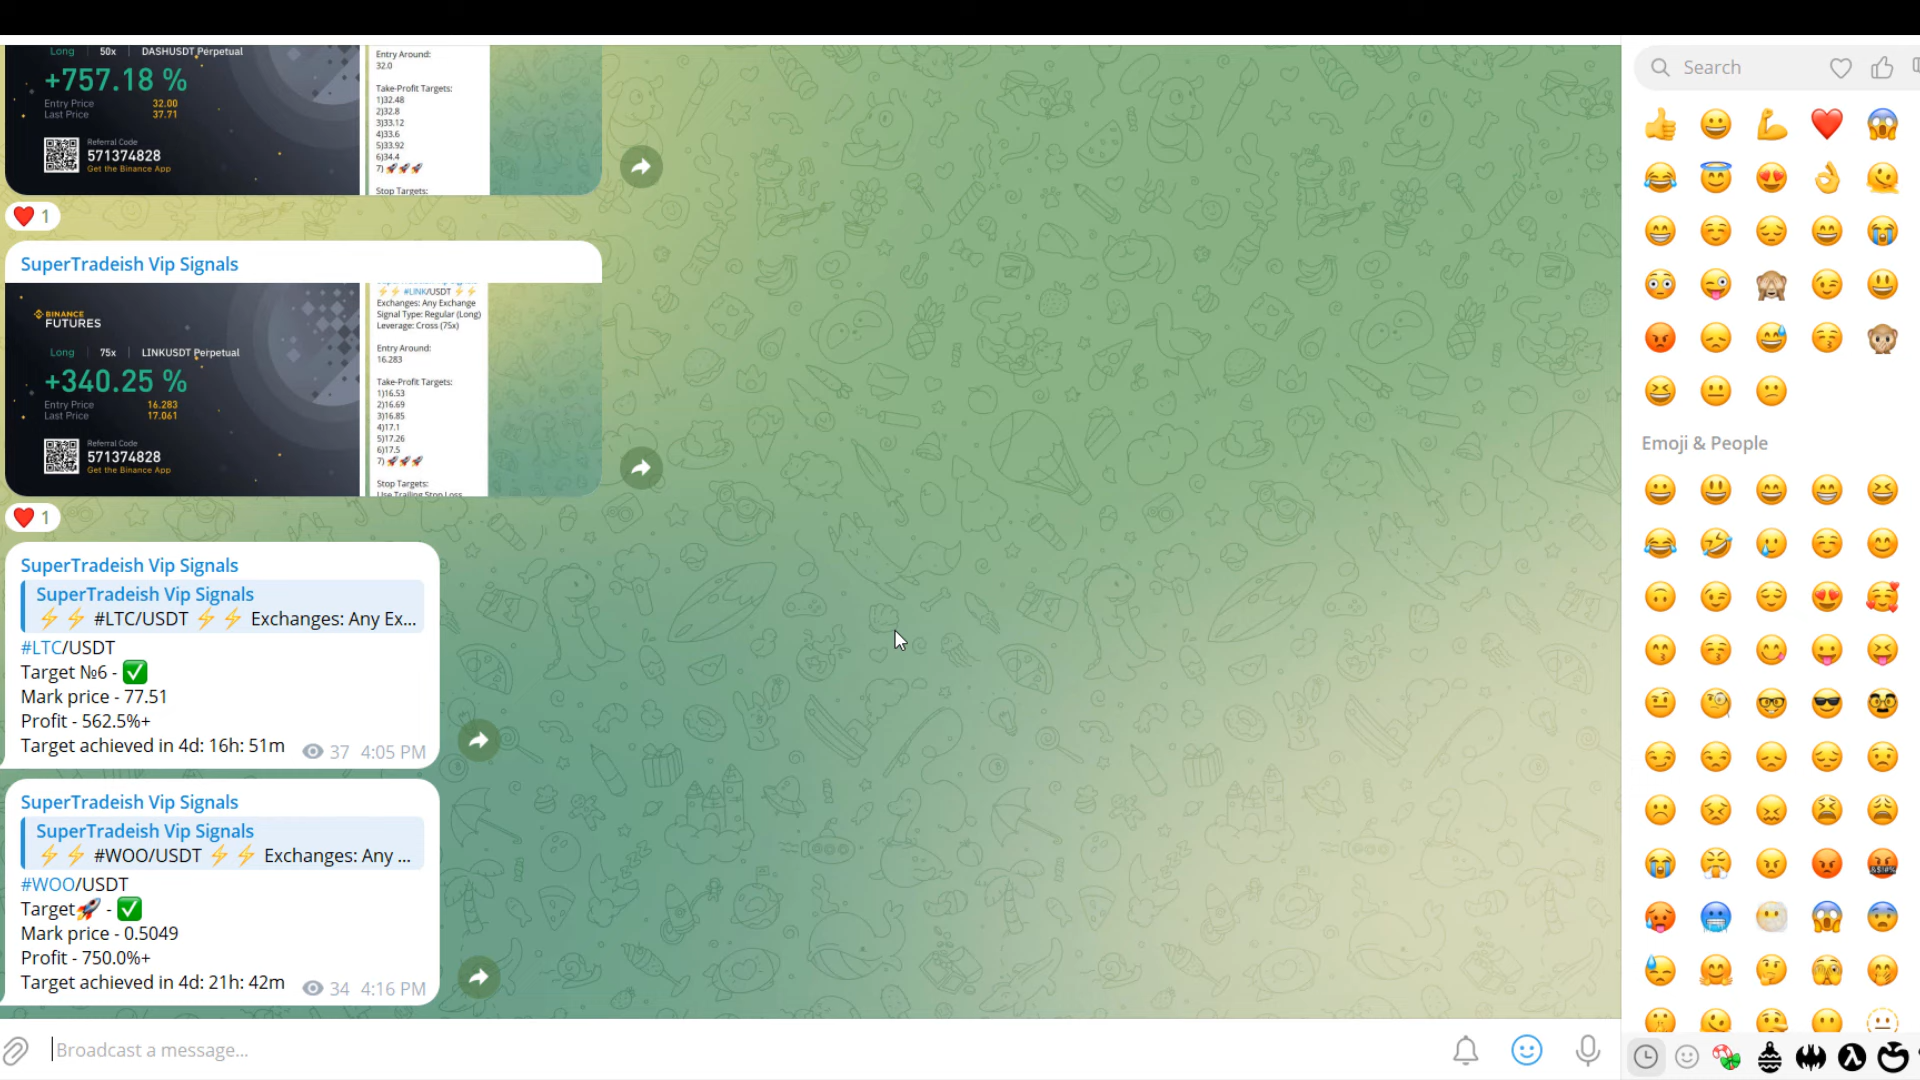 Long | 50x | DASHUSDT Perpetual
+757.18 %
Entry Price 32.00
Last Price 37.71
Referral Code
571374828
Get the Binance App
Entry Around:
32.0
Take-Profit Targets:
1)32.48
2)32.8
3)33.12
4)33.6
5)33.92
6)34.4
7) 🚀🚀🚀
Stop Targets:
❤️ 1
SuperTradeish Vip Signals
BINANCE
FUTURES
Long | 75x | LINKUSDT Perpetual
+340.25 %
Entry Price 16.283
Last Price 17.061
Referral Code
571374828
Get the Binance App
⚡⚡ #LINK/USDT ⚡⚡
Exchanges: Any Exchange
Signal Type: Regular (Long)
Leverage: Cross (75x)
Entry Around:
16.283
Take-Profit Targets:
1)16.53
2)16.69
3)16.85
4)17.1
5)17.26
6)17.5
7) 🚀🚀🚀
Stop Targets:
Use Trailing Stop Loss
❤️ 1
SuperTradeish Vip Signals
SuperTradeish Vip Signals
⚡⚡ #LTC/USDT ⚡⚡ Exchanges: Any Ex...
#LTC/USDT
Target №6 - ✅
Mark price - 77.51
Profit - 562.5%+
Target achieved in 4d: 16h: 51m 37 4:05 PM
SuperTradeish Vip Signals
SuperTradeish Vip Signals
⚡⚡ #WOO/USDT ⚡⚡ Exchanges: Any ...
#WOO/USDT
Target🚀 - ✅
Mark price - 0.5049
Profit - 750.0%+
Target achieved in 4d: 21h: 42m 34 4:16 PM
Broadcast a message...
Search
Emoji & People